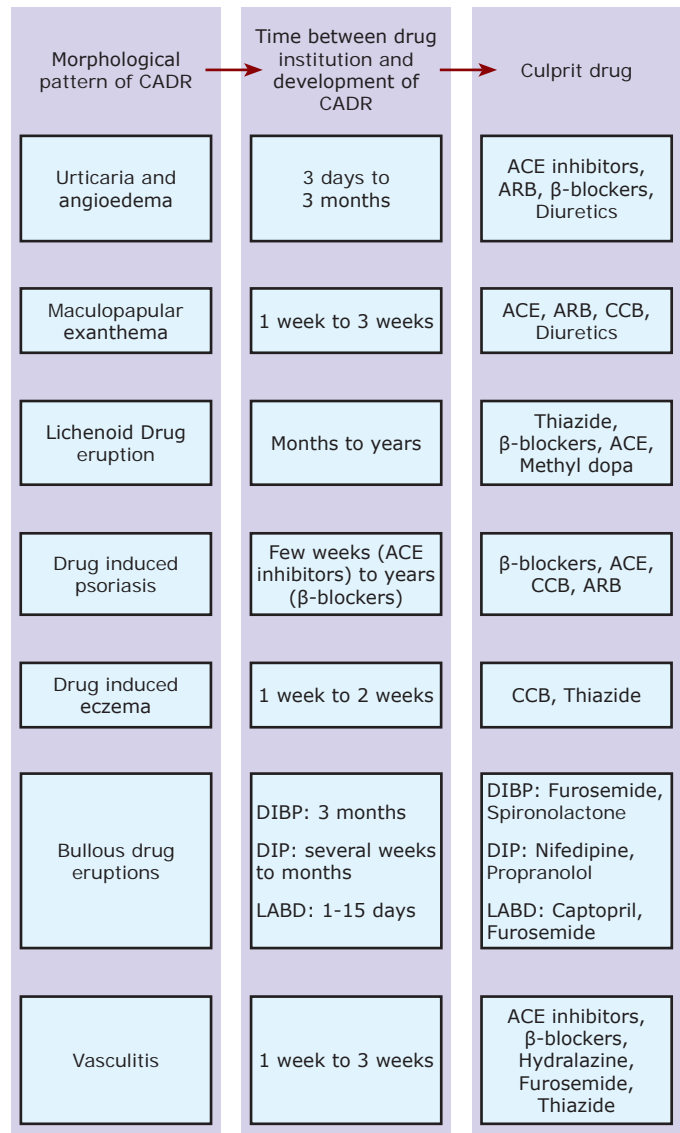 Morphological
pattern of CADR
Time between drug
institution and
development of
CADR
Culprit drug
Urticaria and
angioedema
3 days to
3 months
ACE inhibitors,
ARB, β-blockers,
Diuretics
Maculopapular
exanthema
1 week to 3 weeks
ACE, ARB, CCB,
Diuretics
Lichenoid Drug
eruption
Months to years
Thiazide,
β-blockers, ACE,
Methyl dopa
Drug induced
psoriasis
Few weeks (ACE
inhibitors) to years
(β-blockers)
β-blockers, ACE,
CCB, ARB
Drug induced
eczema
1 week to 2 weeks
CCB, Thiazide
Bullous drug
eruptions
DIBP: 3 months
DIP: several weeks
to months
LABD: 1-15 days
DIBP: Furosemide,
Spironolactone
DIP: Nifedipine,
Propranolol
LABD: Captopril,
Furosemide
Vasculitis
1 week to 3 weeks
ACE inhibitors,
β-blockers,
Hydralazine,
Furosemide,
Thiazide